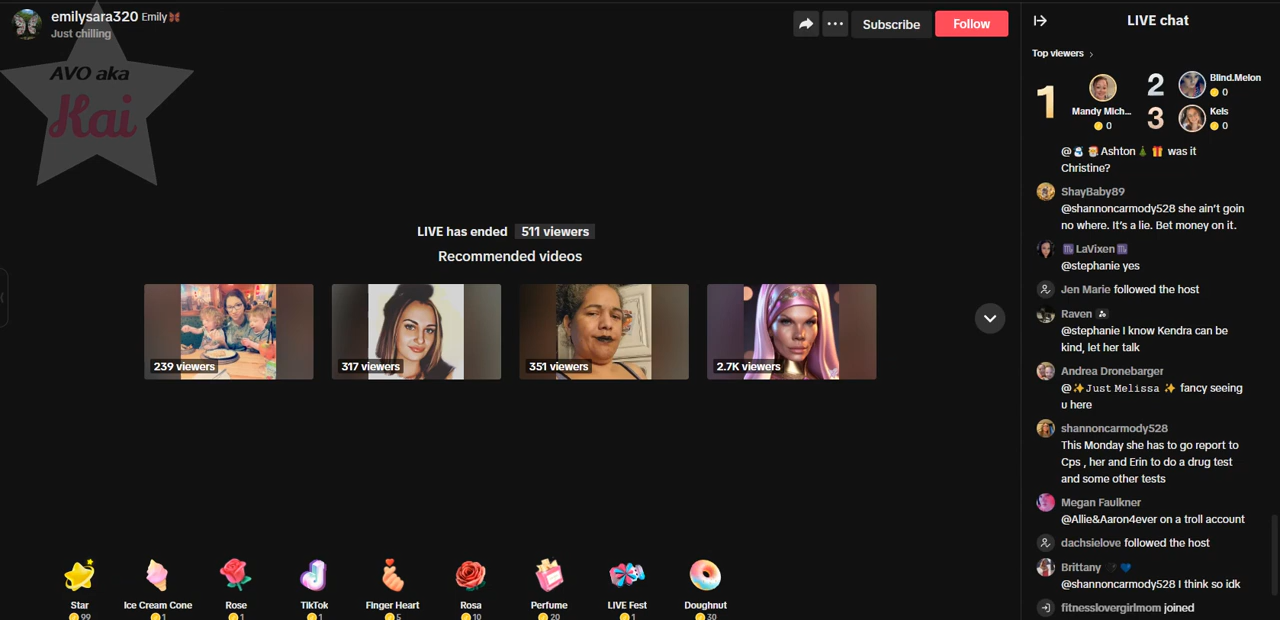 emilysara320 Emily
Just chilling
Subscribe
Follow
AVO aka
Kai
LIVE has ended 511 viewers
Recommended videos
239 viewers
317 viewers
351 viewers
2.7K viewers
Star
99
Ice Cream Cone
1
Rose
1
TikTok
1
Finger Heart
5
Rosa
10
Perfume
20
LIVE Fest
1
Doughnut
30
LIVE chat
Top viewers >
1
Mandy Mich...
0
2
Blind.Melon
0
3
Kels
0
@⛄🎅Ashton🎄🎁 was it
Christine?
ShayBaby89
@shannoncarmody528 she ain't goin
no where. It's a lie. Bet money on it.
♏LaVixen♏
@stephanie yes
Jen Marie followed the host
Raven
@stephanie I know Kendra can be
kind, let her talk
Andrea Dronebarger
@✨Just Melissa ✨ fancy seeing
u here
shannoncarmody528
This Monday she has to go report to
Cps , her and Erin to do a drug test
and some other tests
Megan Faulkner
@Allie&Aaron4ever on a troll account
dachsielove followed the host
Brittany 🖤💙
@shannoncarmody528 I think so idk
fitnesslovergirlmom joined